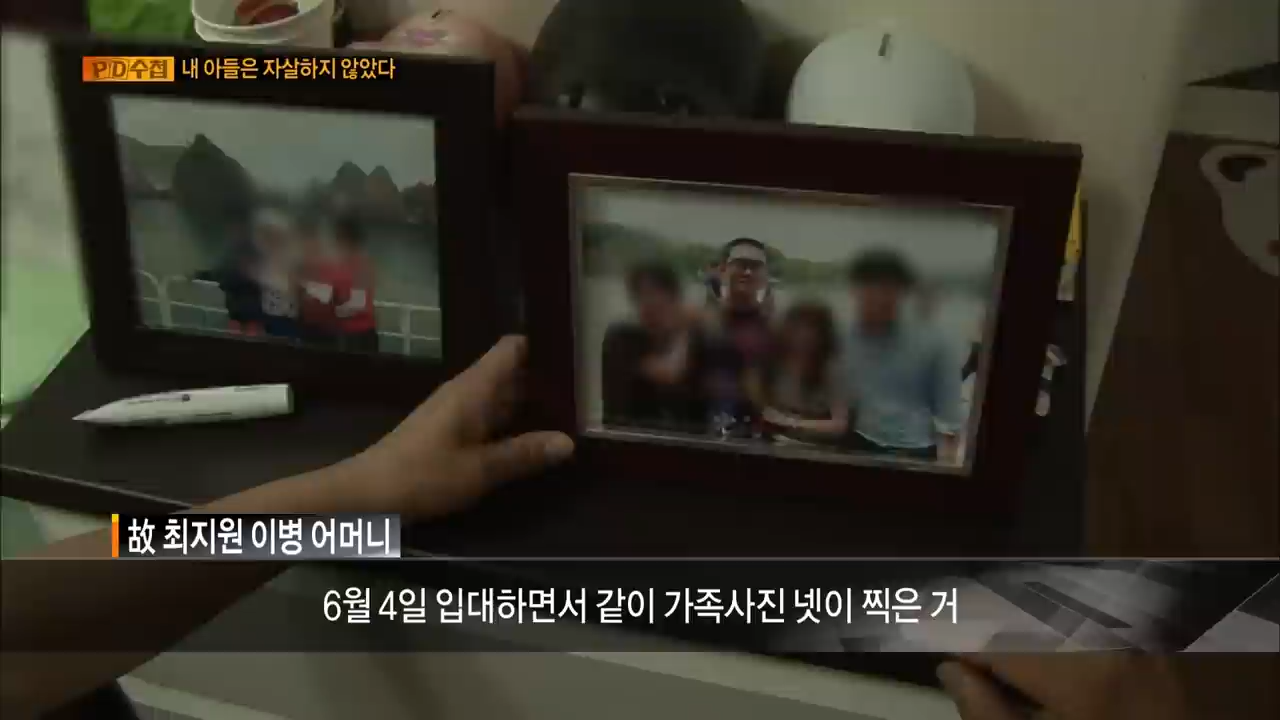 PD수첩 내 아들은 자살하지 않았다
故 최지원 이병 어머니
6월 4일 입대하면서 같이 가족사진 넷이 찍은 거